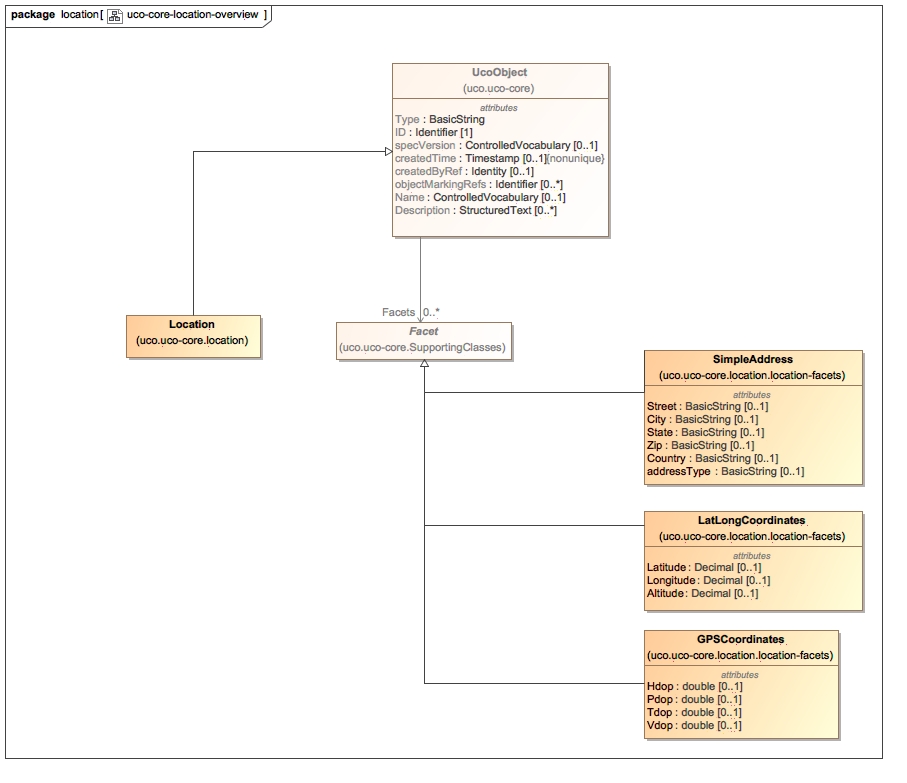 package location[ uco-core-location-overview ]
UcoObject
(uco.uco-core)
attributes
Type : BasicString
ID : Identifier [1]
specVersion : ControlledVocabulary [0..1]
createdTime : Timestamp [0..1]{nonunique}
createdByRef : Identity [0..1]
objectMarkingRefs : Identifier [0..*]
Name : ControlledVocabulary [0..1]
Description : StructuredText [0..*]
Facets 0..*
Location
(uco.uco-core.location)
Facet
(uco.uco-core.SupportingClasses)
SimpleAddress
(uco.uco-core.location.location-facets)
attributes
Street : BasicString [0..1]
City : BasicString [0..1]
State : BasicString [0..1]
Zip : BasicString [0..1]
Country : BasicString [0..1]
addressType : BasicString [0..1]
LatLongCoordinates
(uco.uco-core.location.location-facets)
attributes
Latitude : Decimal [0..1]
Longitude : Decimal [0..1]
Altitude : Decimal [0..1]
GPSCoordinates
(uco.uco-core.location.location-facets)
attributes
Hdop : double [0..1]
Pdop : double [0..1]
Tdop : double [0..1]
Vdop : double [0..1]